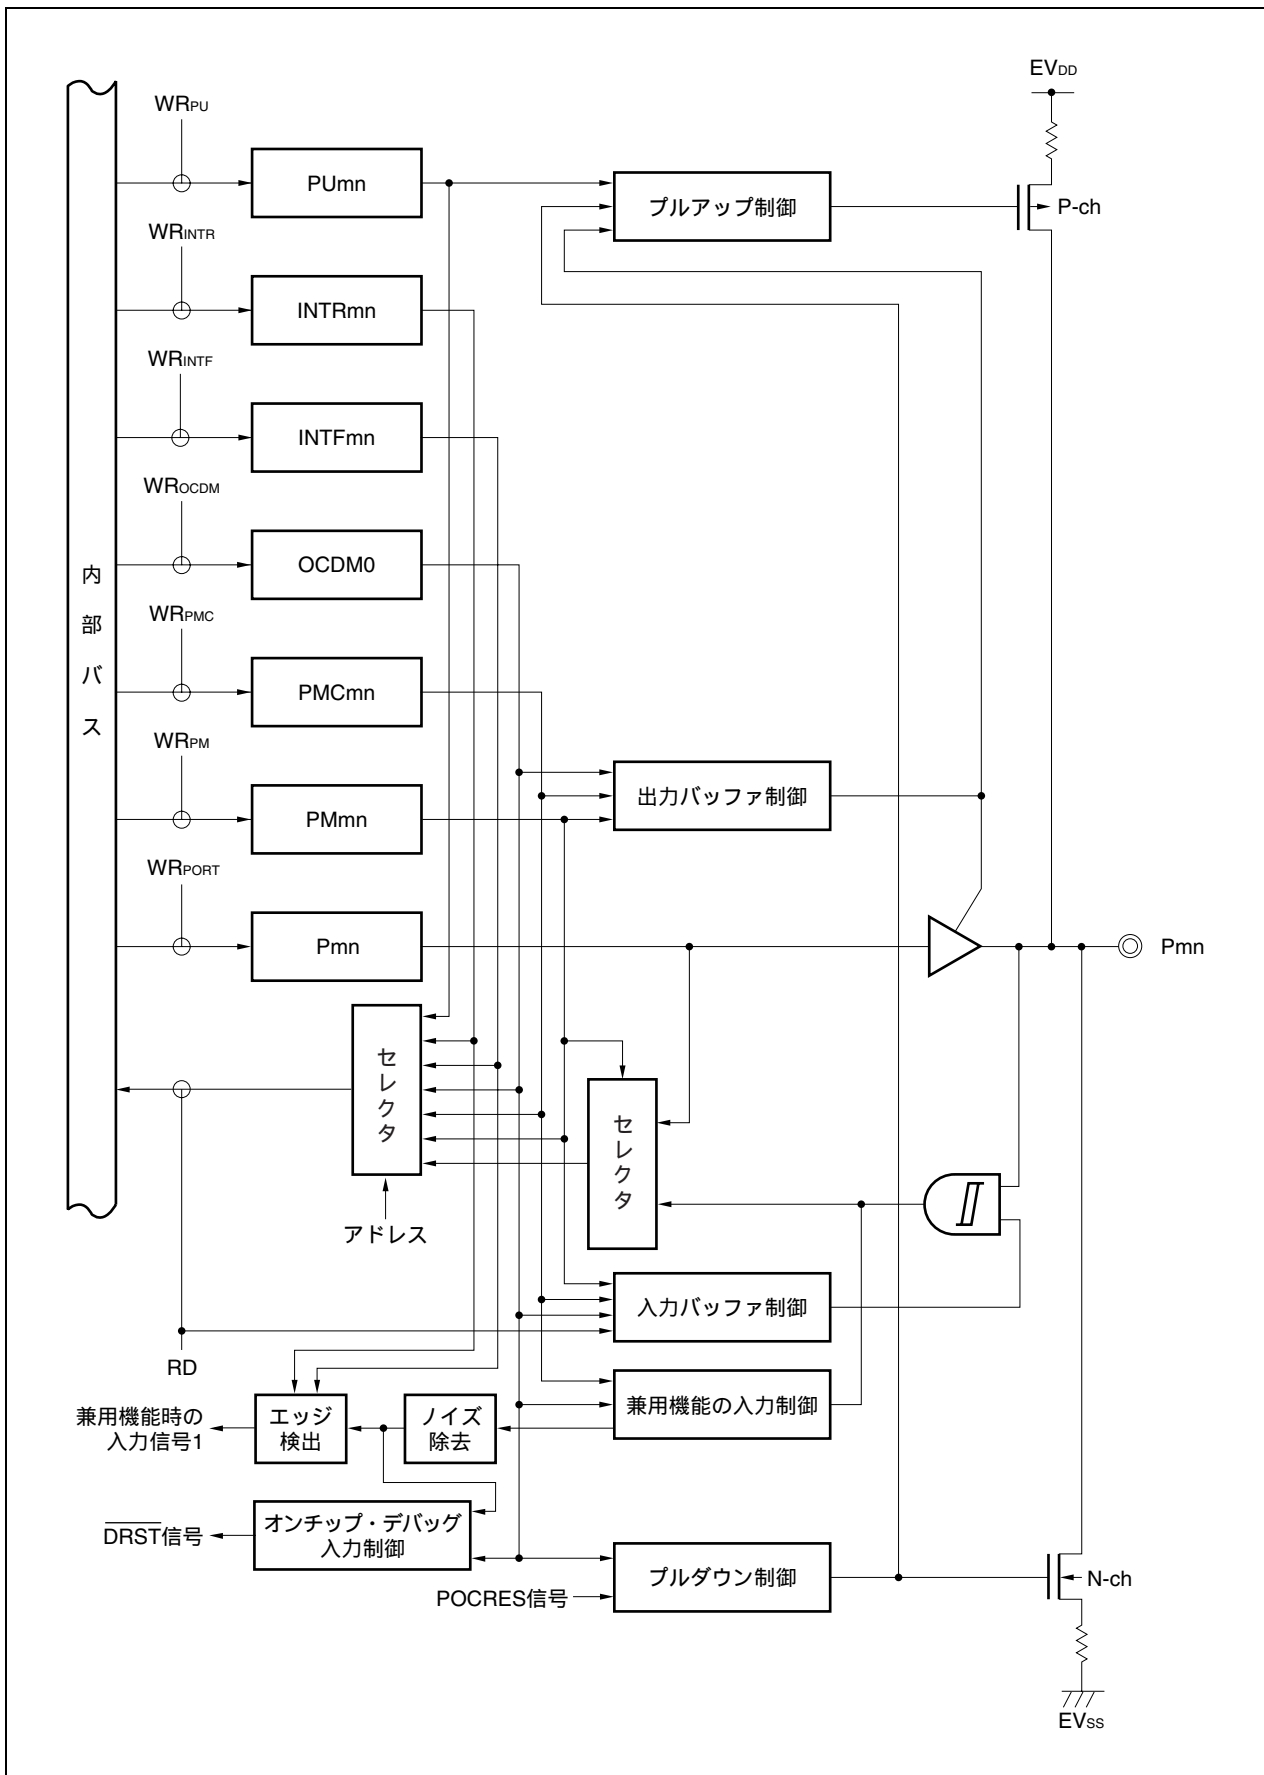 EVDD
WRPU
PUmn
プルアップ制御
P-ch
WRINTR
INTRmn
WRINTF
INTFmn
WROCDM
OCDM0
内部バス
WRPMC
PMCmn
WRPM
PMmn
出力バッファ制御
WRPORT
Pmn
Pmn
セレクタ
セレクタ
アドレス
入力バッファ制御
RD
兼用機能の入力制御
兼用機能時の
入力信号1
エッジ
検出
ノイズ
除去
DRST信号
オンチップ・デバッグ
入力制御
プルダウン制御
POCRES信号
N-ch
EVSS